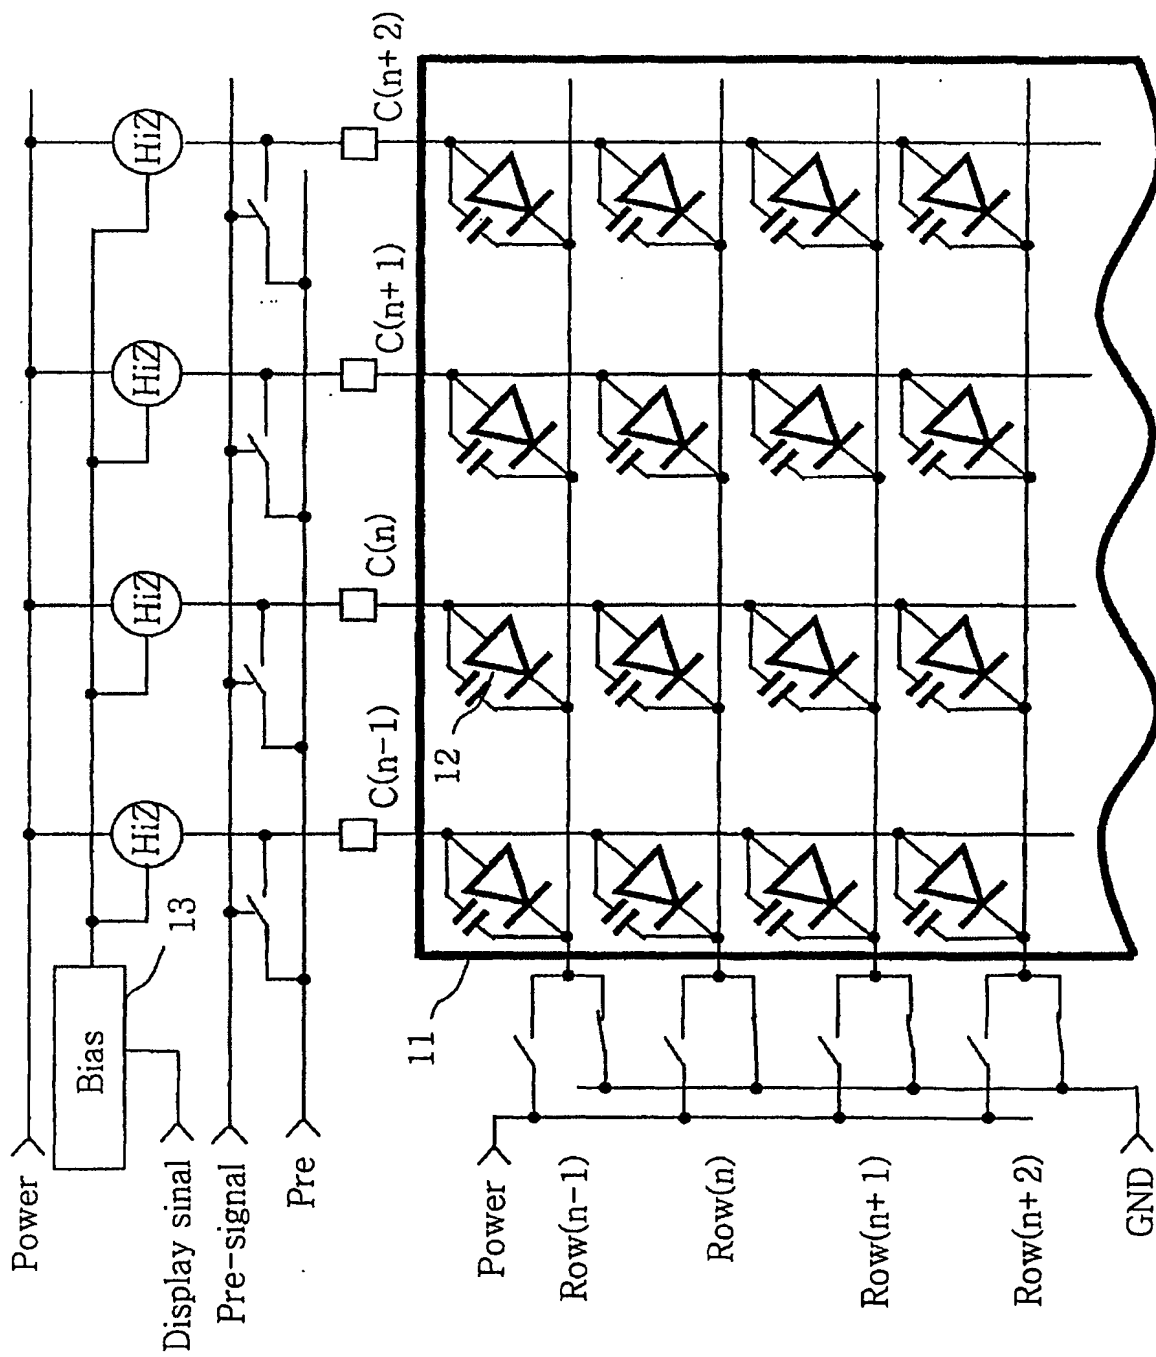 Power
Bias
13
Display sinal
Pre-signal
Pre
HiZ
HiZ
HiZ
HiZ
C(n-1)
C(n)
C(n+1)
C(n+2)
11
12
Power
Row(n-1)
Row(n)
Row(n+1)
Row(n+2)
GND